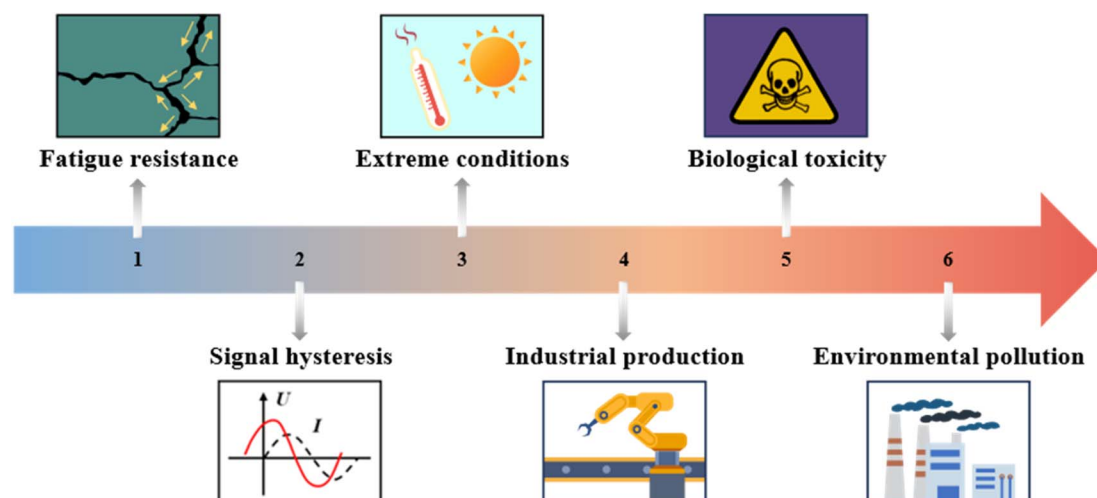 Fatigue resistance
Extreme conditions
Biological toxicity
1
2
3
4
5
6
Signal hysteresis
Industrial production
Environmental pollution
U
I